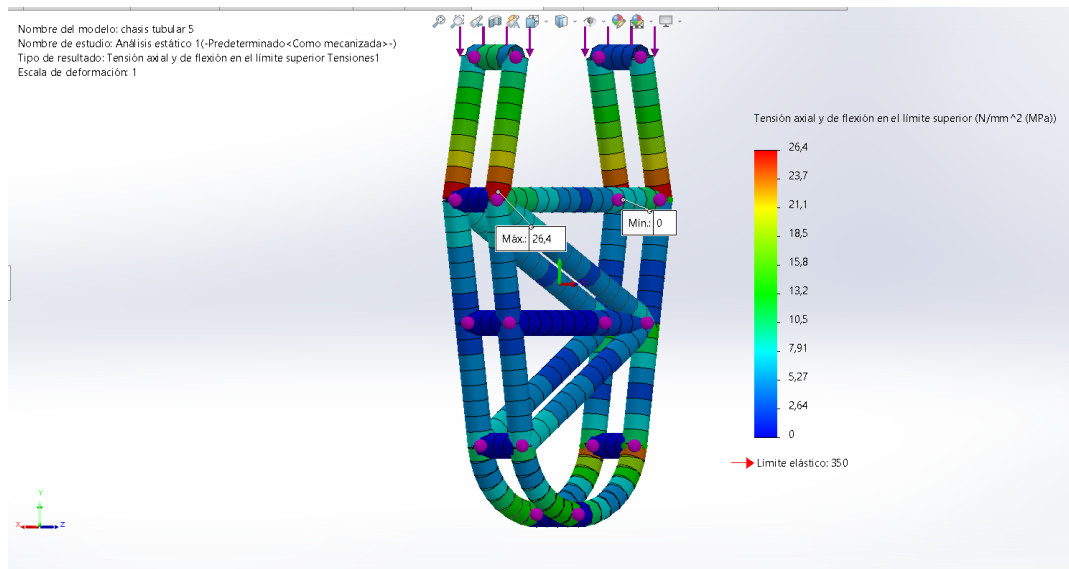 Nombre del modelo: chasis tubular 5
Nombre de estudio: Análisis estático 1(-Predeterminado<Como mecanizada>-)
Tipo de resultado: Tensión axial y de flexión en el límite superior Tensiones1
Escala de deformación: 1
Tensión axial y de flexión en el límite superior (N/mm^2 (MPa))
26,4
23,7
21,1
18,5
15,8
13,2
10,5
7,91
5,27
2,64
0
Límite elástico: 350
Mín.: 0
Máx.: 26,4
Y
X
Z